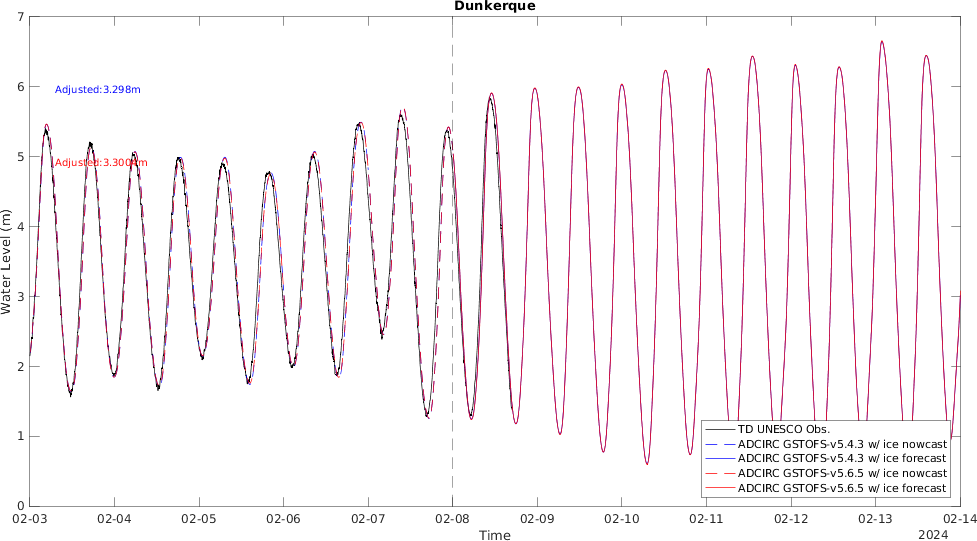 Dunkerque
7
6
5
4
3
2
1
0
Water Level (m)
Adjusted:3.298m
Adjusted:3.300m
TD UNESCO Obs.
ADCIRC GSTOFS-v5.4.3 w/ ice nowcast
ADCIRC GSTOFS-v5.4.3 w/ ice forecast
ADCIRC GSTOFS-v5.6.5 w/ ice nowcast
ADCIRC GSTOFS-v5.6.5 w/ ice forecast
02-03 02-04 02-05 02-06 02-07 02-08 02-09 02-10 02-11 02-12 02-13 02-14
Time
2024